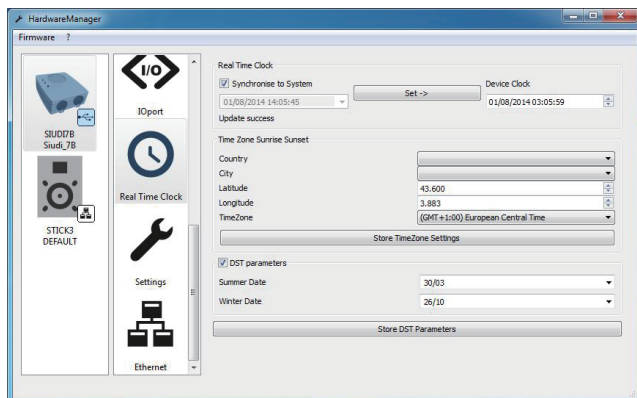 HardwareManager
Firmware ?
SIUDI7B
Siudi_7B
STICK3
DEFAULT
I/O
IOport
Real Time Clock
Settings
Ethernet
Real Time Clock
Synchronise to System
01/08/2014 14:05:45
Set ->
Device Clock
01/08/2014 03:05:59
Update success
Time Zone Sunrise Sunset
Country
City
Latitude 43.600
Longitude 3.883
TimeZone (GMT+1:00) European Central Time
Store TimeZone Settings
DST parameters
Summer Date 30/03
Winter Date 26/10
Store DST Parameters